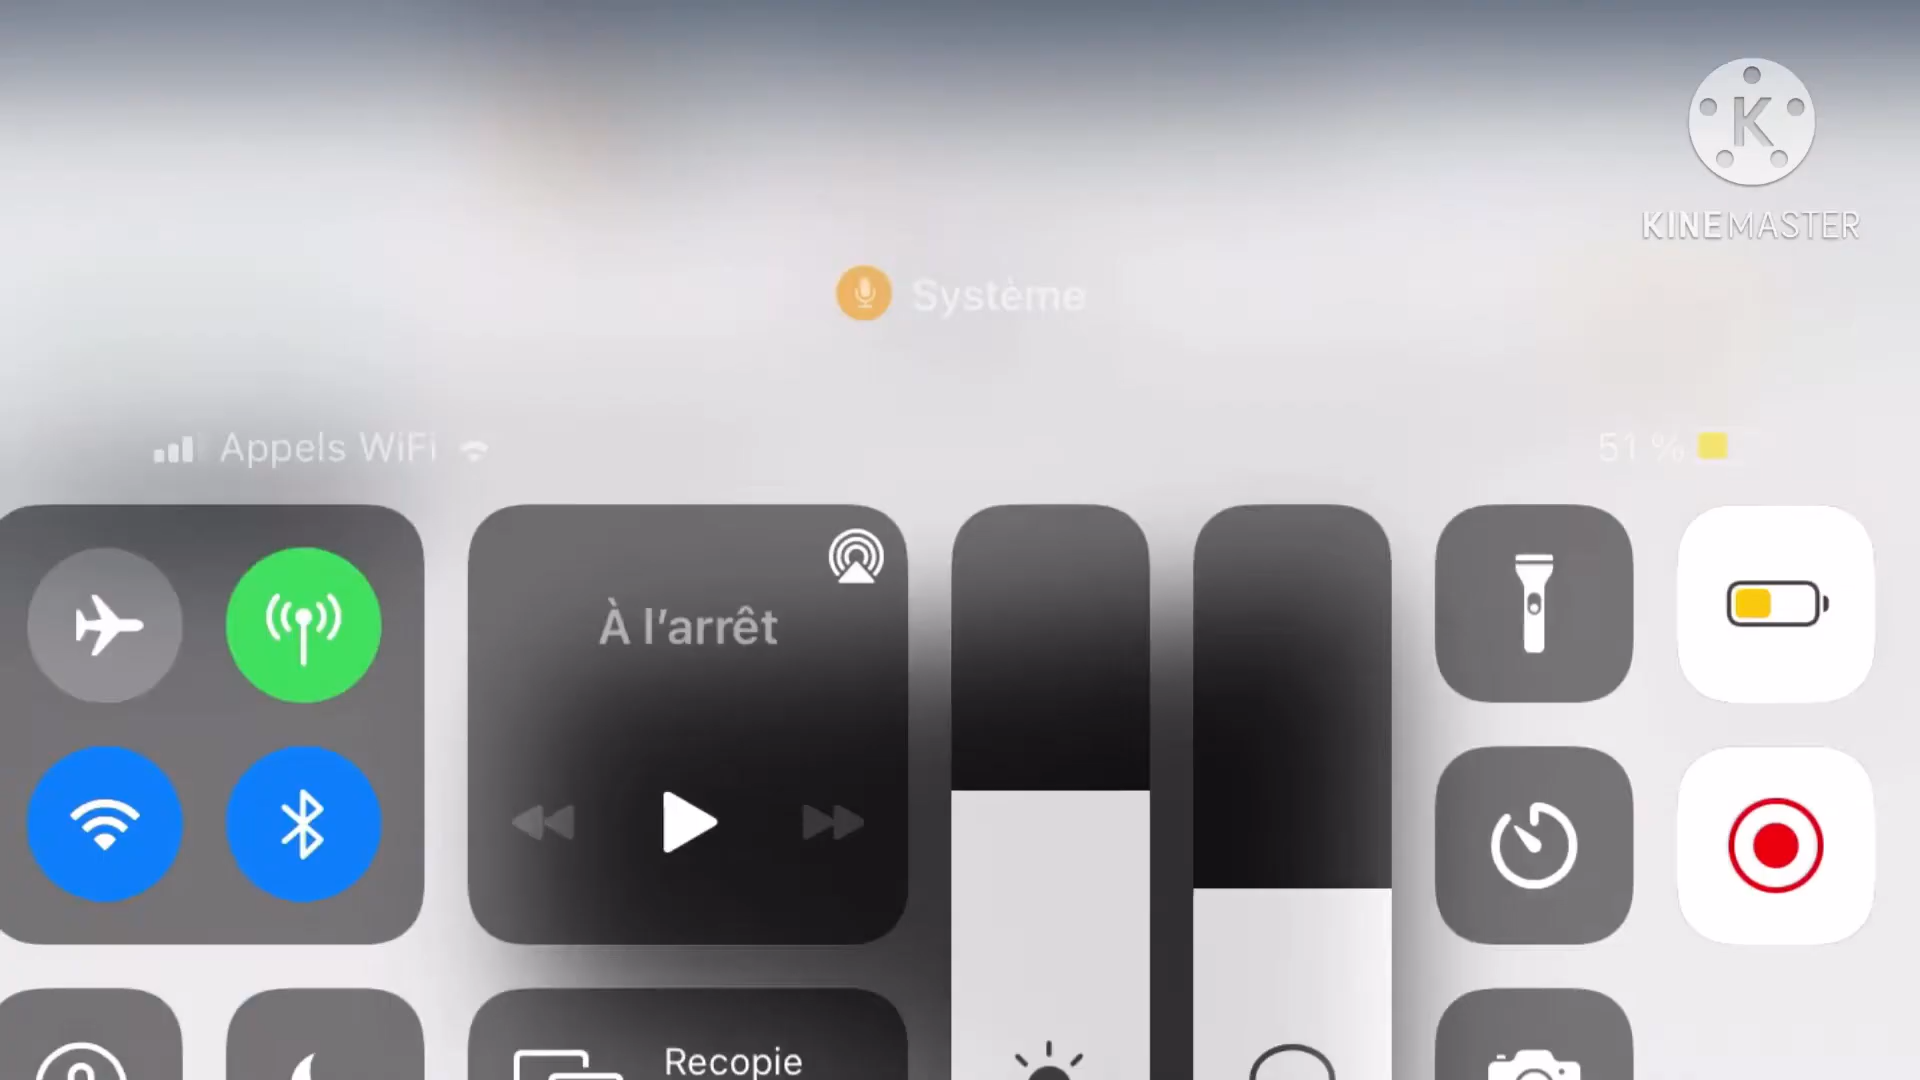 K
KINEMASTER
Système
Appels WiFi
51 %
À l’arrêt
Recopie